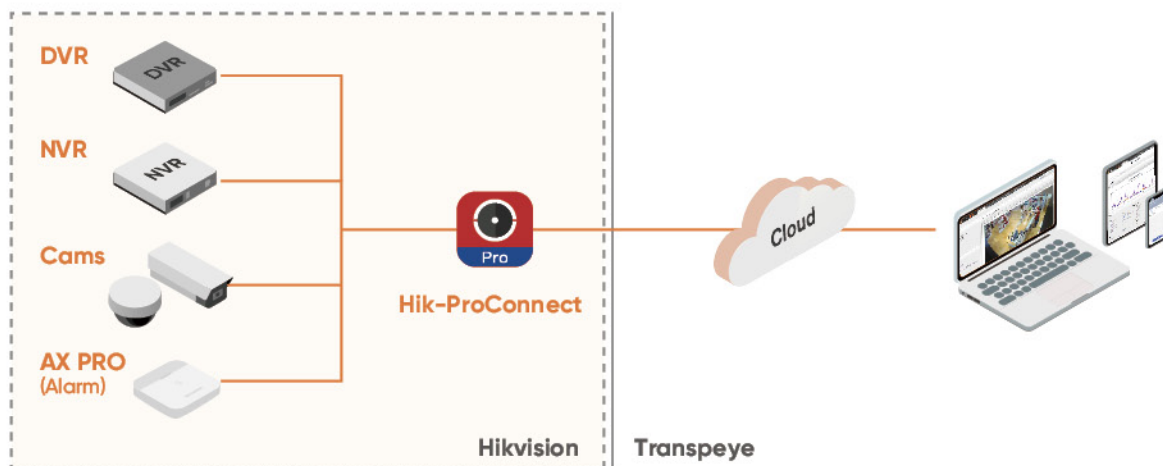 DVR
DVR
NVR
NVR
Cams
AX PRO
(Alarm)
Pro
Hik-ProConnect
Cloud
Hikvision
Transpeye